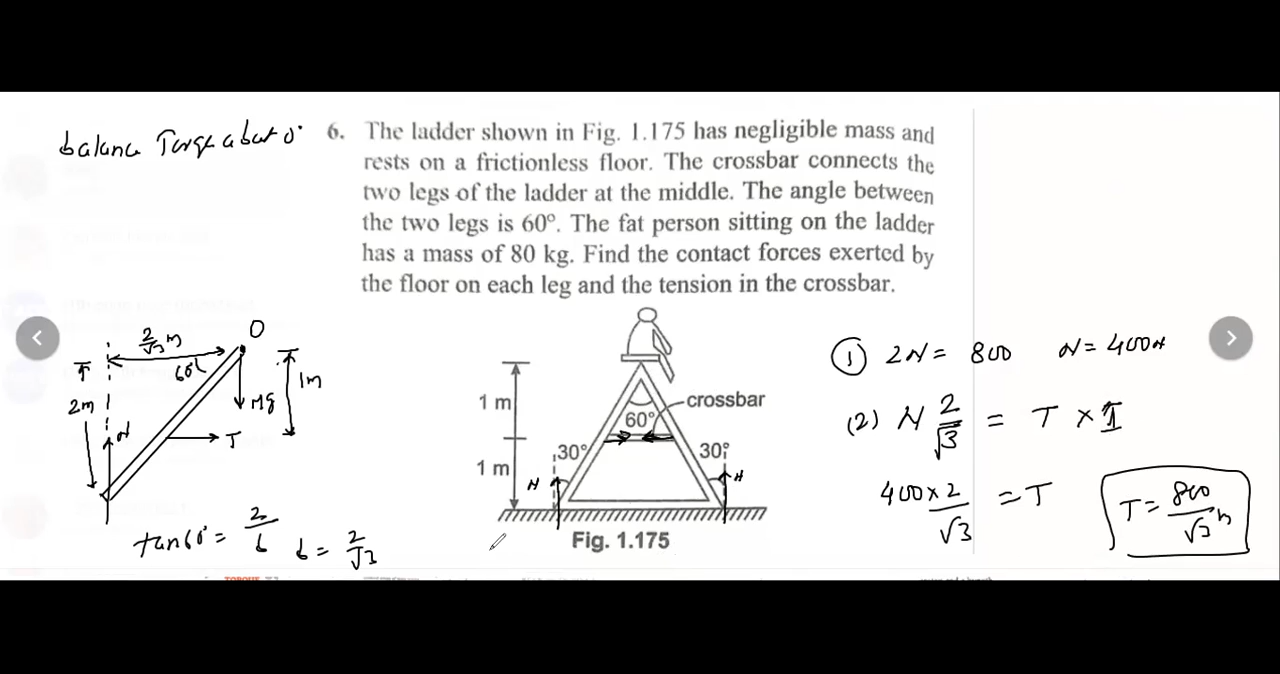 balanc Torqe abut O
6. The ladder shown in Fig. 1.175 has negligible mass and
rests on a frictionless floor. The crossbar connects the
two legs of the ladder at the middle. The angle between
the two legs is 60°. The fat person sitting on the ladder
has a mass of 80 kg. Find the contact forces exerted by
the floor on each leg and the tension in the crossbar.
O
2/√3 m
60°
1m
2m
Mg
N
T
tan60° = 2/b b = 2/√3
1 m
1 m
60°
crossbar
30°
30°
N
N
Fig. 1.175
(1) 2N = 800 N = 400N
(2) N 2/√3 = T × 1
400×2/√3 = T
T = 800/√3 N